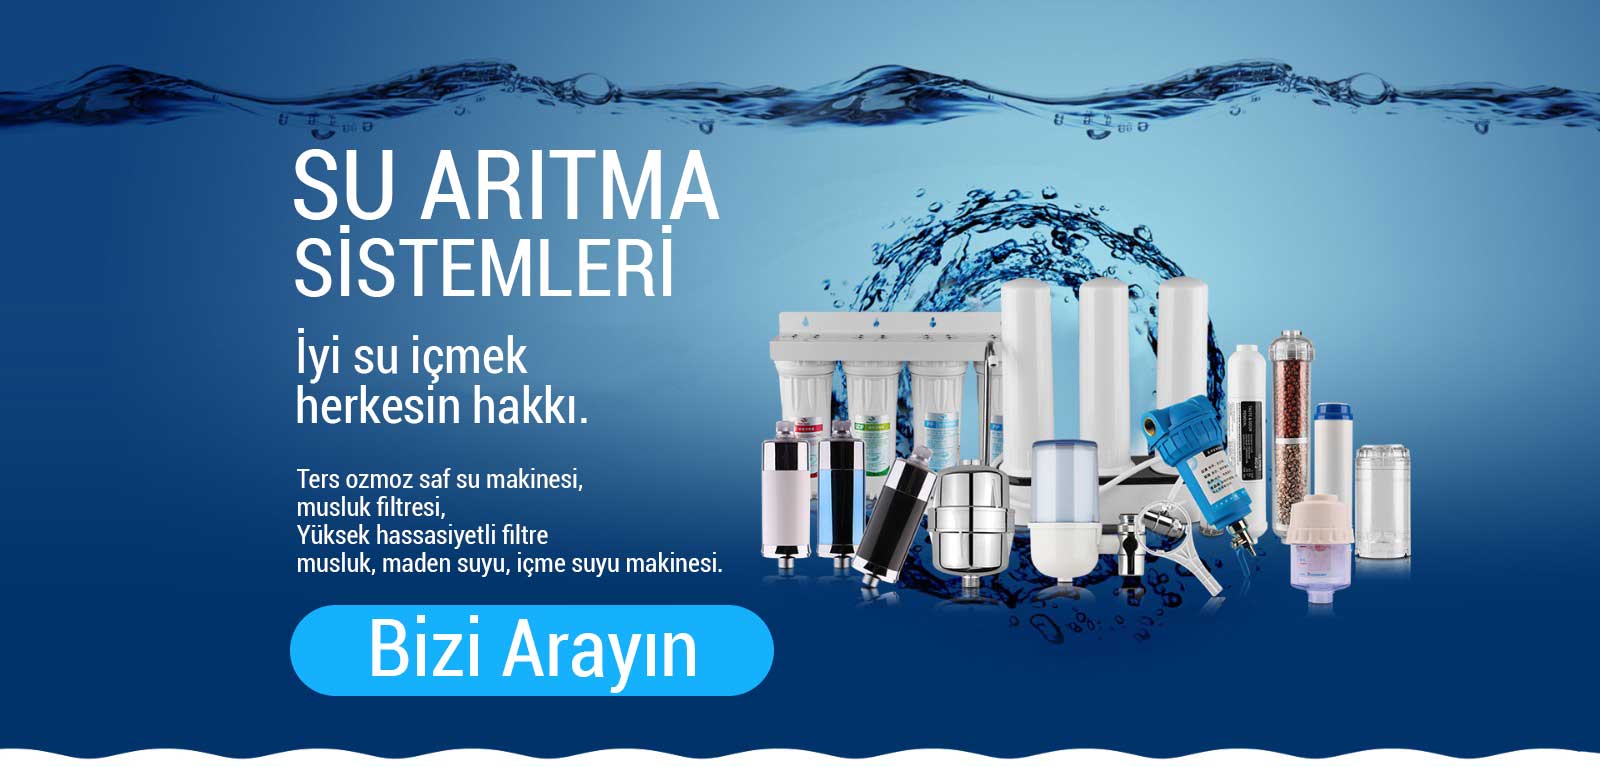 SU ARITMA
SİSTEMLERİ
İyi su içmek
herkesin hakkı.
Ters ozmoz saf su makinesi,
musluk filtresi,
Yüksek hassasiyetli filtre
musluk, maden suyu, içme suyu makinesi.
Bizi Arayın